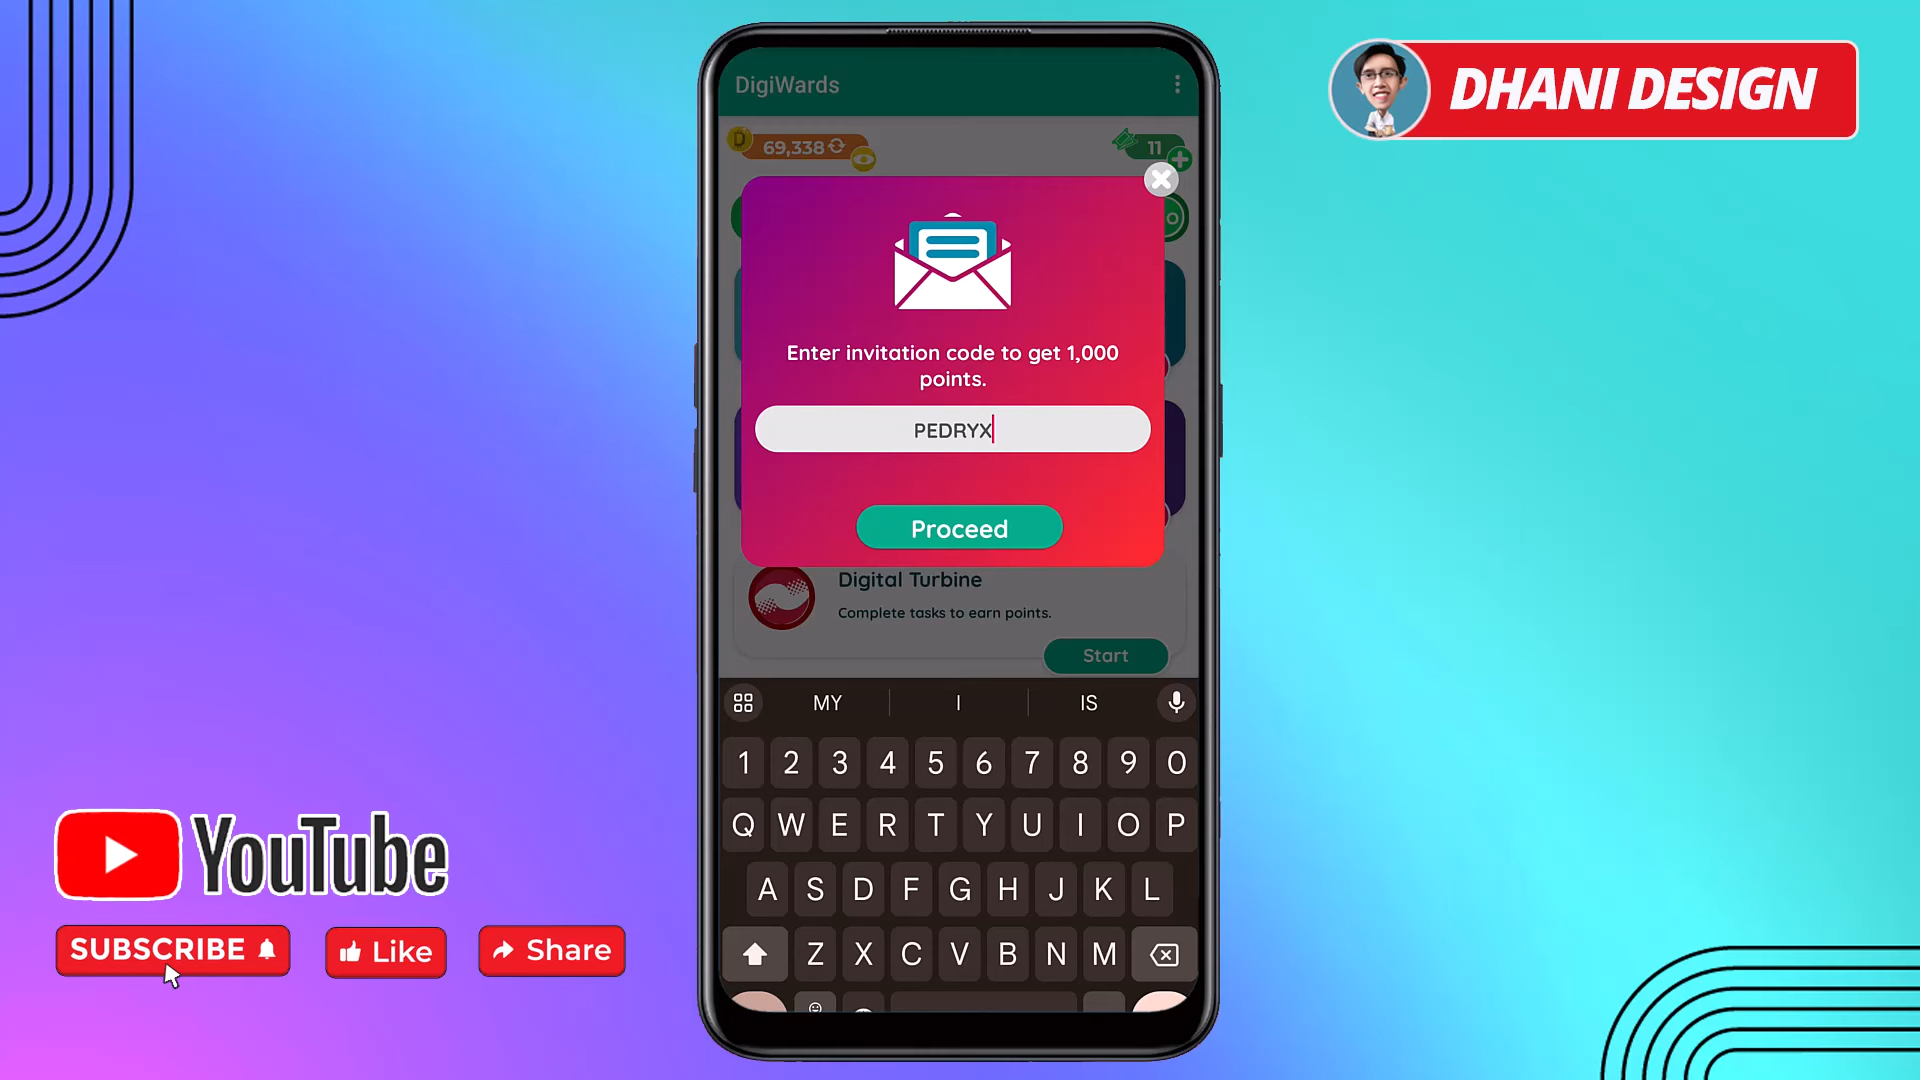 DigiWards
DHANI DESIGN
69,338
11
Enter invitation code to get 1,000
points.
PEDRYX
Proceed
Digital Turbine
Complete tasks to earn points.
Start
MY I IS
1 2 3 4 5 6 7 8 9 0
Q W E R T Y U I O P
A S D F G H J K L
Z X C V B N M
YouTube
SUBSCRIBE Like Share